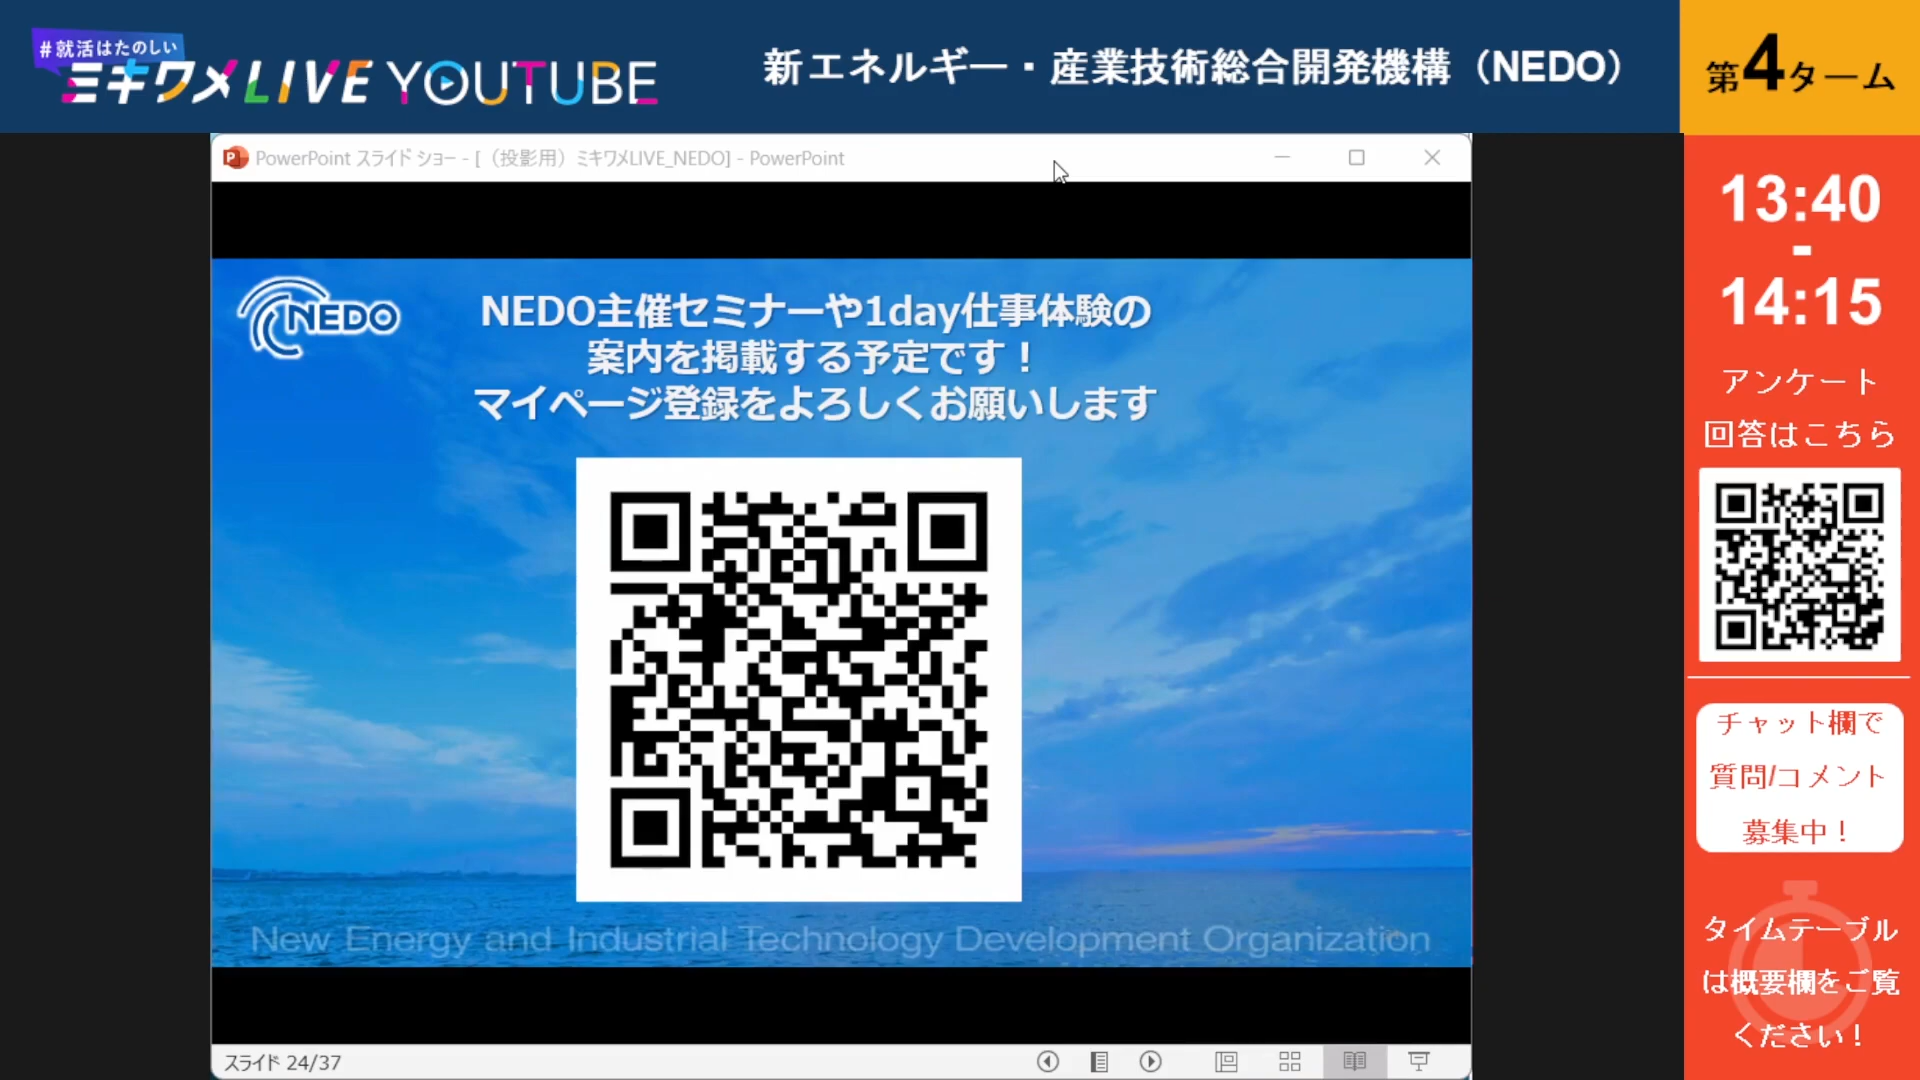 #就活はたのしい
ミキワメLIVE YOUTUBE
新エネルギー・産業技術総合開発機構（NEDO）
第4ターム
PowerPoint スライド ショー - [（投影用）ミキワメLIVE_NEDO] - PowerPoint
NEDO
NEDO主催セミナーや1day仕事体験の
案内を掲載する予定です！
マイページ登録をよろしくお願いします
New Energy and Industrial Technology Development Organization
スライド 24/37
13:40
-
14:15
アンケート
回答はこちら
チャット欄で
質問/コメント
募集中！
タイムテーブル
は概要欄をご覧
ください！